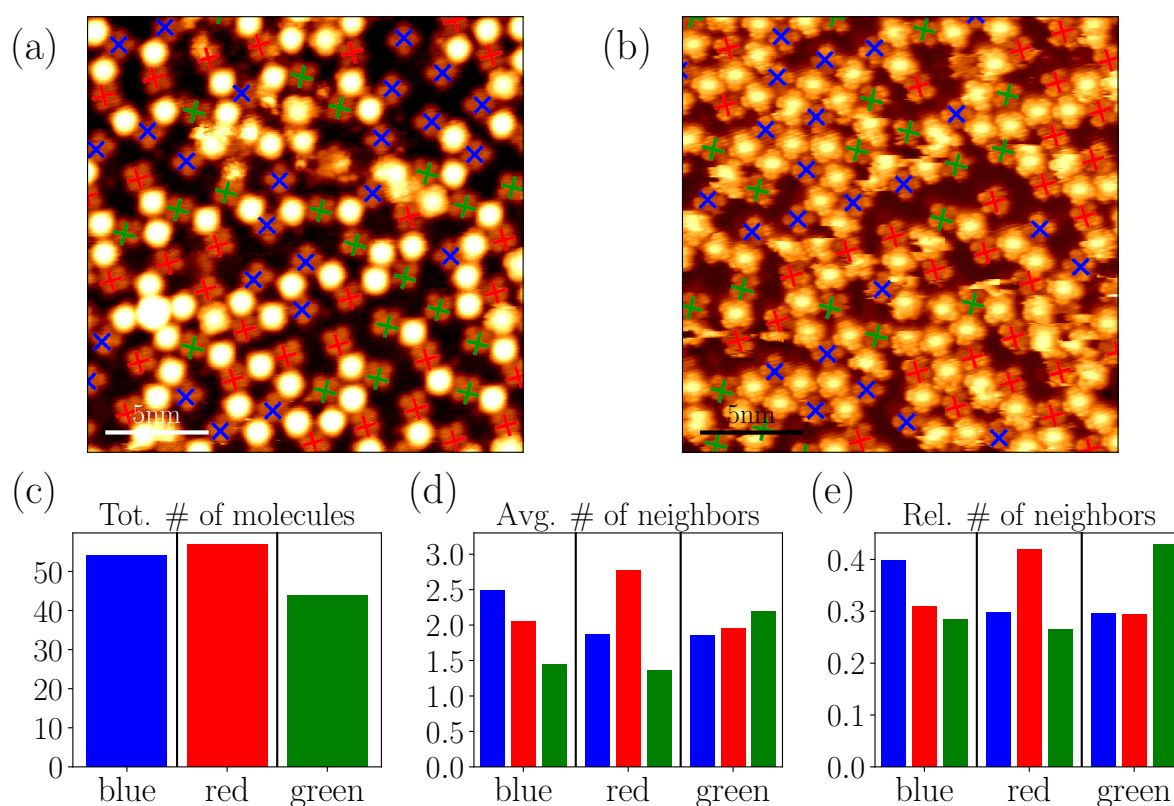 (a)
(b)
5nm
5nm
(c)
(d)
(e)
Tot. # of molecules
Avg. # of neighbors
Rel. # of neighbors
50
40
30
20
10
0
blue
red
green
3.0
2.5
2.0
1.5
1.0
0.5
0.0
blue
red
green
0.4
0.3
0.2
0.1
0.0
blue
red
green